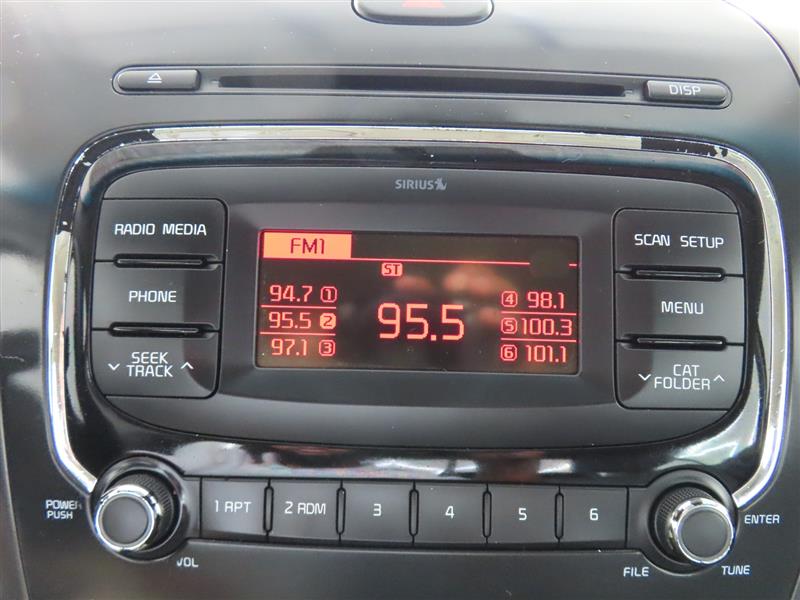 DISP
SIRIUS
RADIO MEDIA
PHONE
SEEK
TRACK
FM1
ST
94.7 1
95.5 2
97.1 3
95.5
4 98.1
5 100.3
6 101.1
SCAN SETUP
MENU
CAT
FOLDER
POWER
PUSH
VOL
1 RPT
2 RDM
3
4
5
6
ENTER
FILE
TUNE